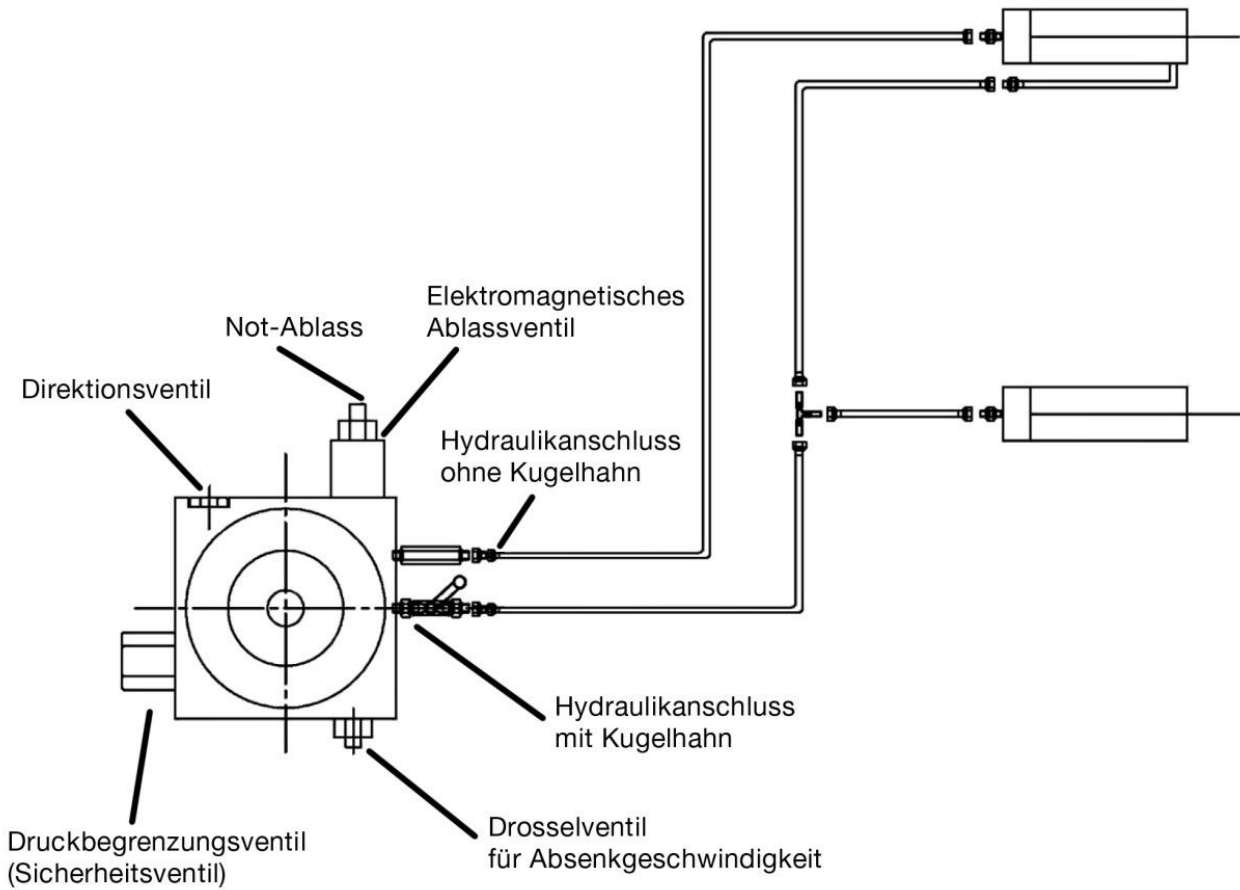 Elektromagnetisches
Ablassventil
Not-Ablass
Direktionsventil
Hydraulikanschluss
ohne Kugelhahn
Hydraulikanschluss
mit Kugelhahn
Drosselventil
für Absenkgeschwindigkeit
Druckbegrenzungsventil
(Sicherheitsventil)